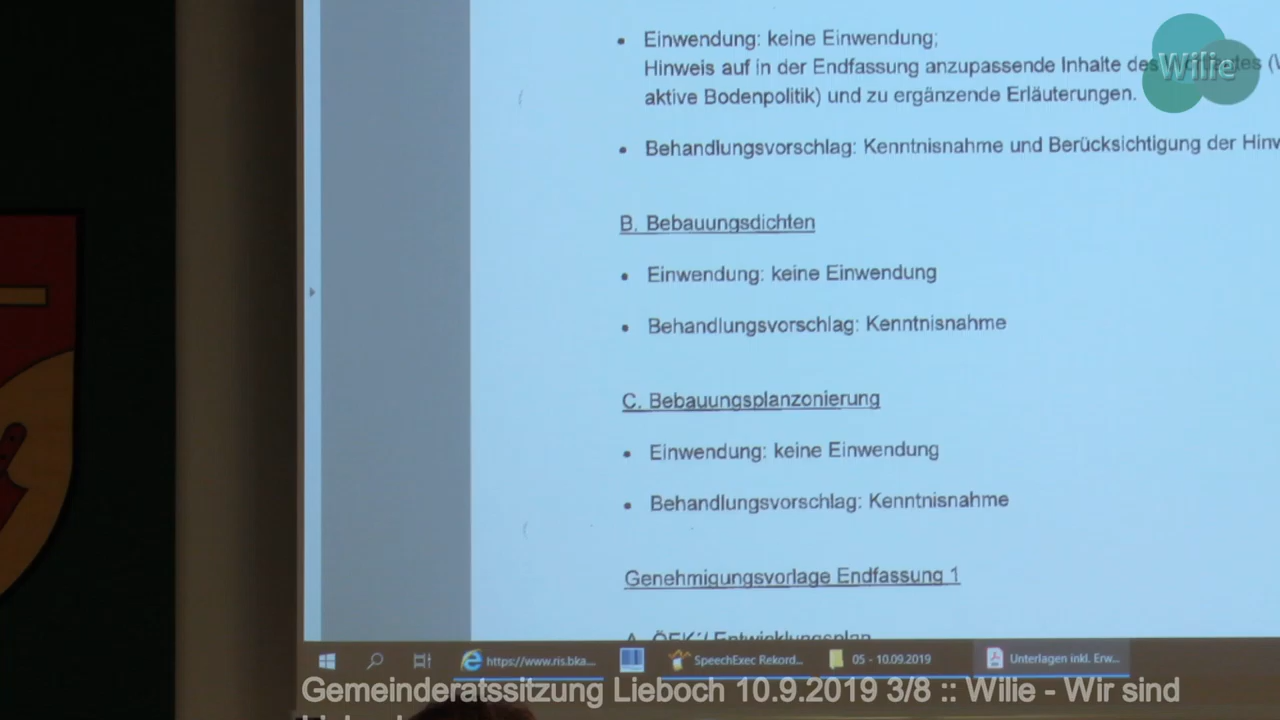 Einwendung: keine Einwendung;
Hinweis auf in der Endfassung anzupassende Inhalte des
aktive Bodenpolitik) und zu ergänzende Erläuterungen.
Behandlungsvorschlag: Kenntnisnahme und Berücksichtigung der Hinw
Wilie
B. Bebauungsdichten
Einwendung: keine Einwendung
Behandlungsvorschlag: Kenntnisnahme
C. Bebauungsplanzonierung
Einwendung: keine Einwendung
Behandlungsvorschlag: Kenntnisnahme
Genehmigungsvorlage Endfassung 1
A. ÖEK / Entwicklungsplan
https://www.ris.bka... SpeechExec Rekord... 05 - 10.09.2019 Unterlagen inkl. Erw...
Gemeinderatssitzung Lieboch 10.9.2019 3/8 :: Wilie - Wir sind